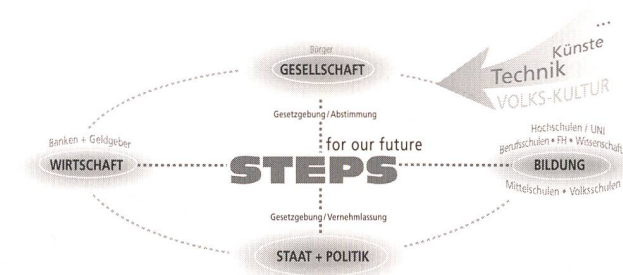 ...
Künste
Technik
VOLKS-KULTUR
Bürger
GESELLSCHAFT
Gesetzgebung/Abstimmung
Hochschulen / UNI
Berufsschulen • FH • Wissenschaft
Banken + Geldgeber
for our future
WIRTSCHAFT
STEPS
BILDUNG
Mittelschulen • Volksschulen
Gesetzgebung/Vernehmlassung
STAAT + POLITIK